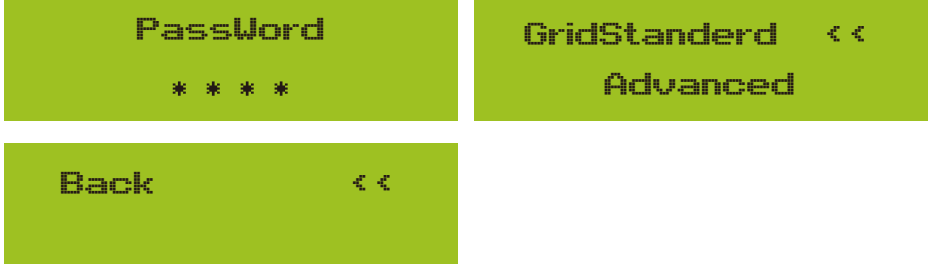 PassWord
* * * *
GridStanderd <<
Advanced
Back <<